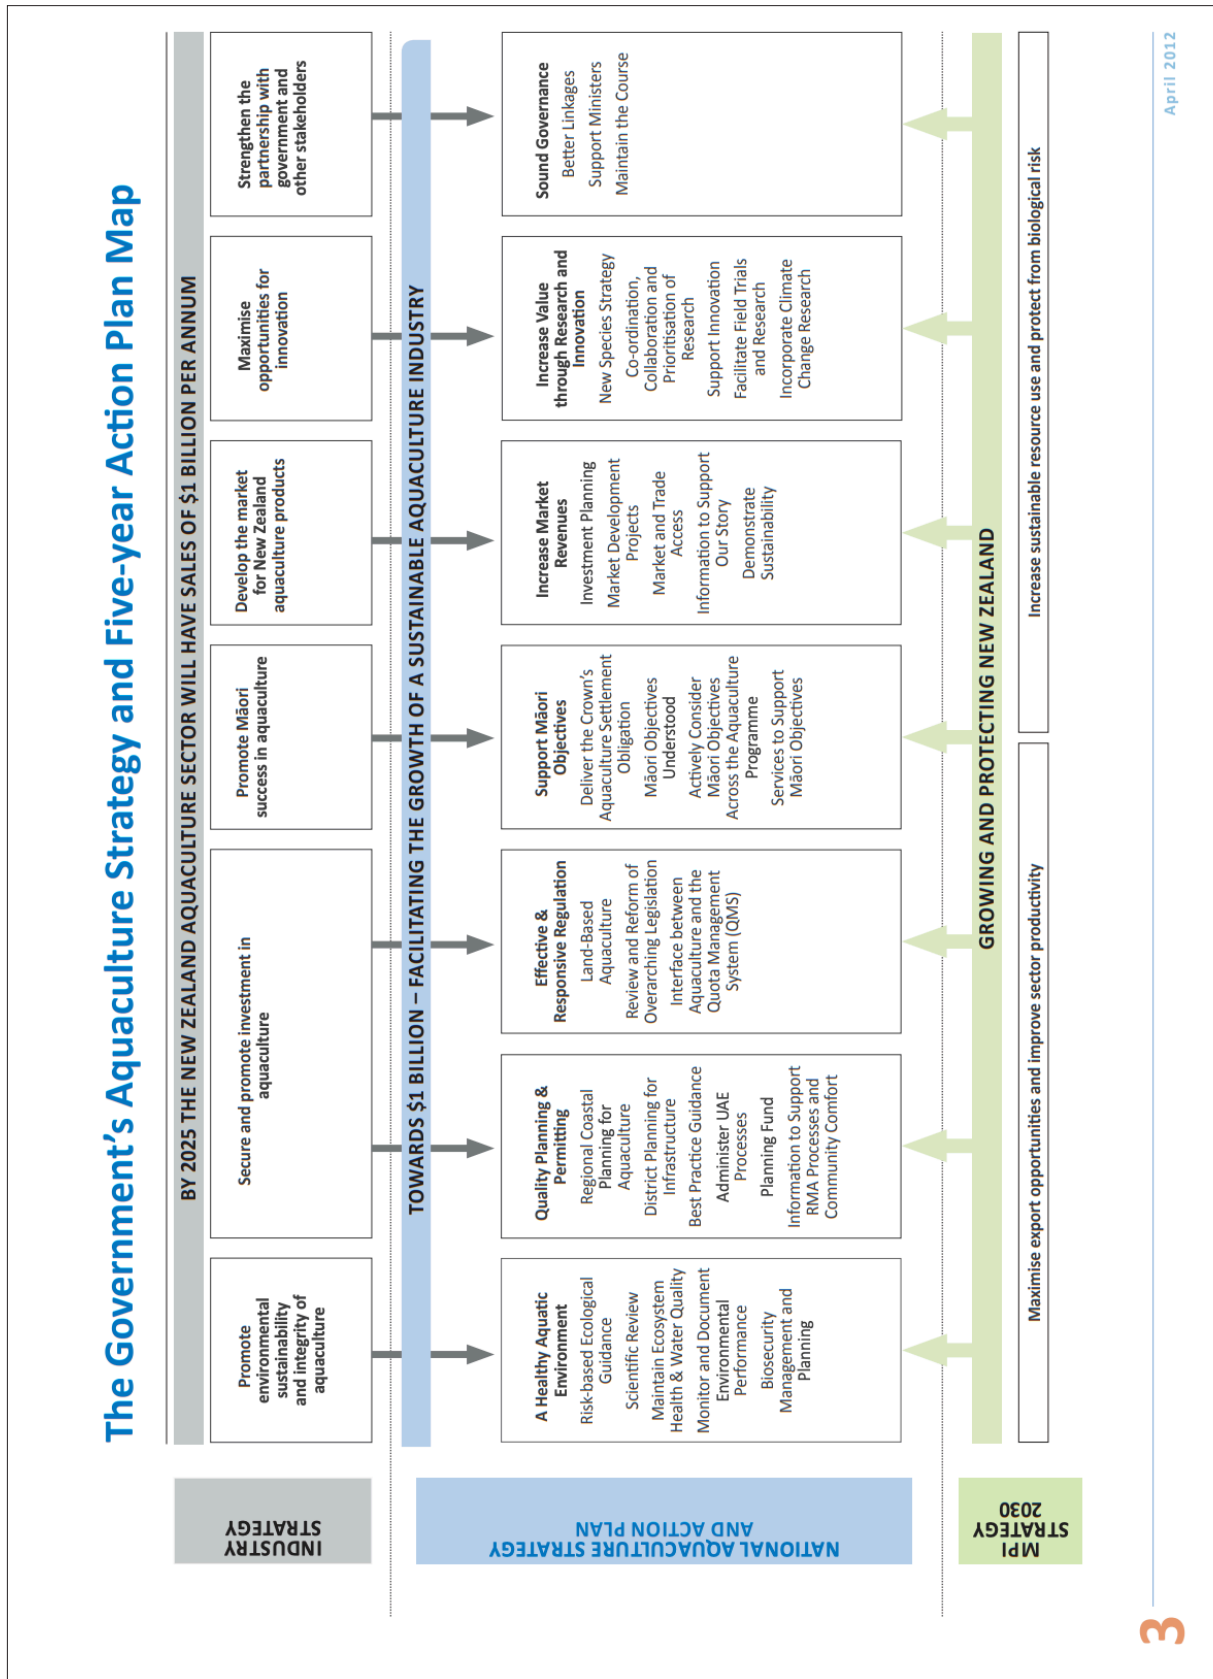 The Government's Aquaculture Strategy and Five-year Action Plan Map
INDUSTRY
STRATEGY
BY 2025 THE NEW ZEALAND AQUACULTURE SECTOR WILL HAVE SALES OF $1 BILLION PER ANNUM
Promote
environmental
sustainability
and integrity of
aquaculture
Secure and promote investment in
aquaculture
Promote Māori
success in aquaculture
Develop the market
for New Zealand
aquaculture products
Maximise
opportunities for
innovation
Strengthen the
partnership with
government and
other stakeholders
NATIONAL AQUACULTURE STRATEGY
AND ACTION PLAN
TOWARDS $1 BILLION – FACILITATING THE GROWTH OF A SUSTAINABLE AQUACULTURE INDUSTRY
A Healthy Aquatic
Environment
Risk-based Ecological
Guidance
Scientific Review
Maintain Ecosystem
Health & Water Quality
Monitor and Document
Environmental
Performance
Biosecurity
Management and
Planning
Quality Planning &
Permitting
Regional Coastal
Planning for
Aquaculture
District Planning for
Infrastructure
Best Practice Guidance
Administer UAE
Processes
Planning Fund
Information to Support
RMA Processes and
Community Comfort
Effective &
Responsive Regulation
Land-Based
Aquaculture
Review and Reform of
Overarching Legislation
Interface between
Aquaculture and the
Quota Management
System (QMS)
Support Māori
Objectives
Deliver the Crown's
Aquaculture Settlement
Obligation
Māori Objectives
Understood
Actively Consider
Māori Objectives
Across the Aquaculture
Programme
Services to Support
Māori Objectives
Increase Market
Revenues
Investment Planning
Market Development
Projects
Market and Trade
Access
Information to Support
Our Story
Demonstrate
Sustainability
Increase Value
through Research and
Innovation
New Species Strategy
Co-ordination,
Collaboration and
Prioritisation of
Research
Support Innovation
Facilitate Field Trials
and Research
Incorporate Climate
Change Research
Sound Governance
Better Linkages
Support Ministers
Maintain the Course
MPI
STRATEGY
2030
GROWING AND PROTECTING NEW ZEALAND
Maximise export opportunities and improve sector productivity
Increase sustainable resource use and protect from biological risk
3
April 2012